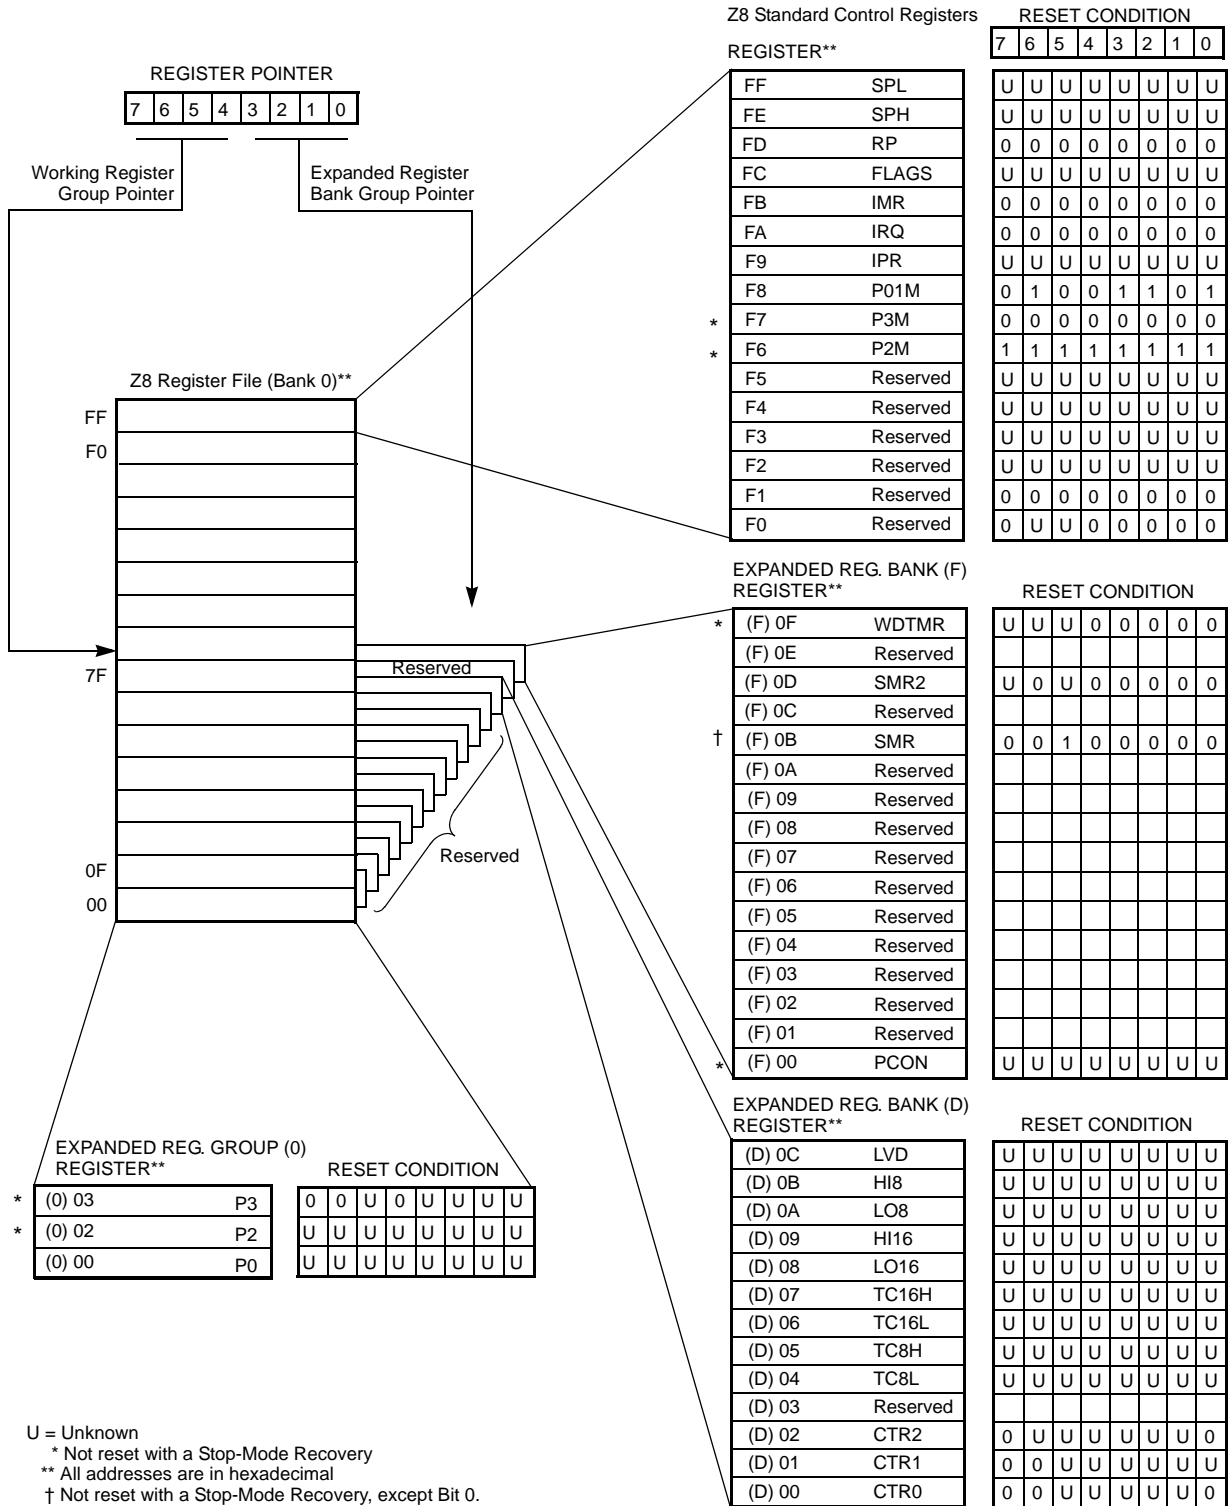 REGISTER POINTER
7 6 5 4 3 2 1 0
Working Register
Group Pointer
Expanded Register
Bank Group Pointer
Z8 Register File (Bank 0)**
FF
F0
7F
0F
00
Reserved
Reserved
Z8 Standard Control Registers
REGISTER**
RESET CONDITION
7 6 5 4 3 2 1 0
FF SPL U U U U U U U U
FE SPH U U U U U U U U
FD RP 0 0 0 0 0 0 0 0
FC FLAGS U U U U U U U U
FB IMR 0 0 0 0 0 0 0 0
FA IRQ 0 0 0 0 0 0 0 0
F9 IPR U U U U U U U U
F8 P01M 0 1 0 0 1 1 0 1
* F7 P3M 0 0 0 0 0 0 0 0
* F6 P2M 1 1 1 1 1 1 1 1
F5 Reserved U U U U U U U U
F4 Reserved U U U U U U U U
F3 Reserved U U U U U U U U
F2 Reserved U U U U U U U U
F1 Reserved 0 0 0 0 0 0 0 0
F0 Reserved 0 U U 0 0 0 0 0
EXPANDED REG. BANK (F)
REGISTER**
RESET CONDITION
* (F) 0F WDTMR U U U 0 0 0 0 0
(F) 0E Reserved
(F) 0D SMR2 U 0 U 0 0 0 0 0
(F) 0C Reserved
† (F) 0B SMR 0 0 1 0 0 0 0 0
(F) 0A Reserved
(F) 09 Reserved
(F) 08 Reserved
(F) 07 Reserved
(F) 06 Reserved
(F) 05 Reserved
(F) 04 Reserved
(F) 03 Reserved
(F) 02 Reserved
(F) 01 Reserved
* (F) 00 PCON U U U U U U U U
EXPANDED REG. BANK (D)
REGISTER**
RESET CONDITION
(D) 0C LVD U U U U U U U U
(D) 0B HI8 U U U U U U U U
(D) 0A LO8 U U U U U U U U
(D) 09 HI16 U U U U U U U U
(D) 08 LO16 U U U U U U U U
(D) 07 TC16H U U U U U U U U
(D) 06 TC16L U U U U U U U U
(D) 05 TC8H U U U U U U U U
(D) 04 TC8L U U U U U U U U
(D) 03 Reserved
(D) 02 CTR2 0 U U U U U U 0
(D) 01 CTR1 0 0 U U U U U U
(D) 00 CTR0 0 0 U U U U U 0
EXPANDED REG. GROUP (0)
REGISTER**
RESET CONDITION
* (0) 03 P3 0 0 U 0 U U U U
* (0) 02 P2 U U U U U U U U
(0) 00 P0 U U U U U U U U
U = Unknown
* Not reset with a Stop-Mode Recovery
** All addresses are in hexadecimal
† Not reset with a Stop-Mode Recovery, except Bit 0.